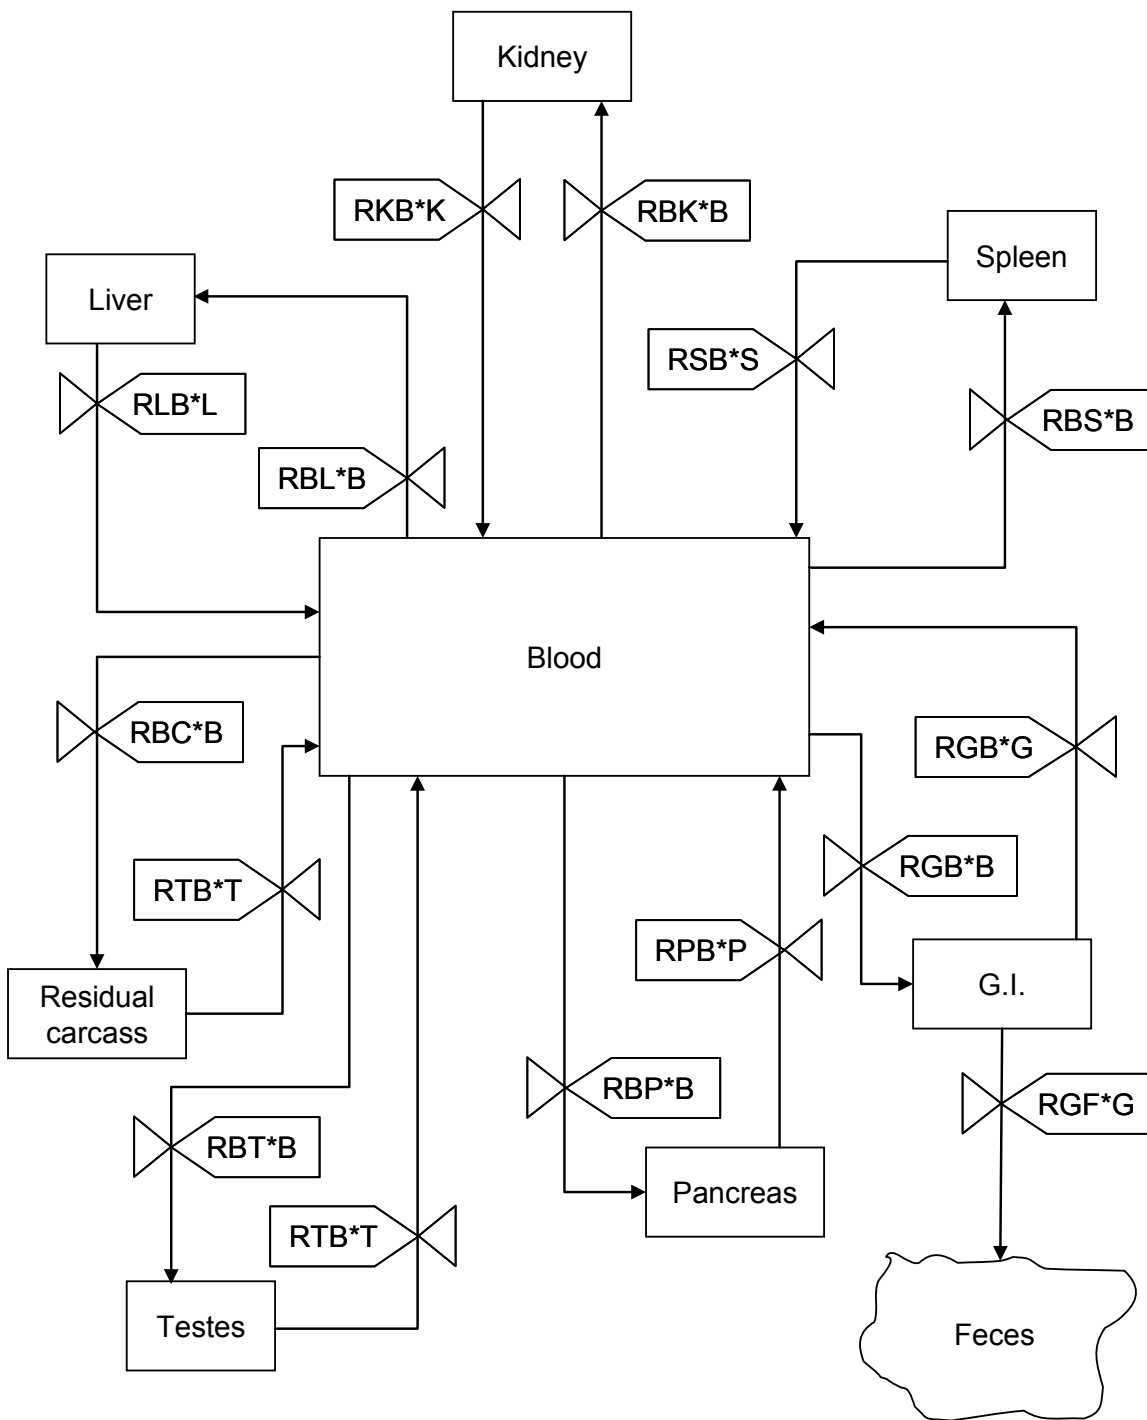 Kidney
RKB*K
RBK*B
Spleen
Liver
RSB*S
RLB*L
RBS*B
RBL*B
Blood
RBC*B
RGB*G
RTB*T
RGB*B
RPB*P
Residual
carcass
G.I.
RBP*B
RGF*G
RBT*B
Pancreas
RTB*T
Testes
Feces